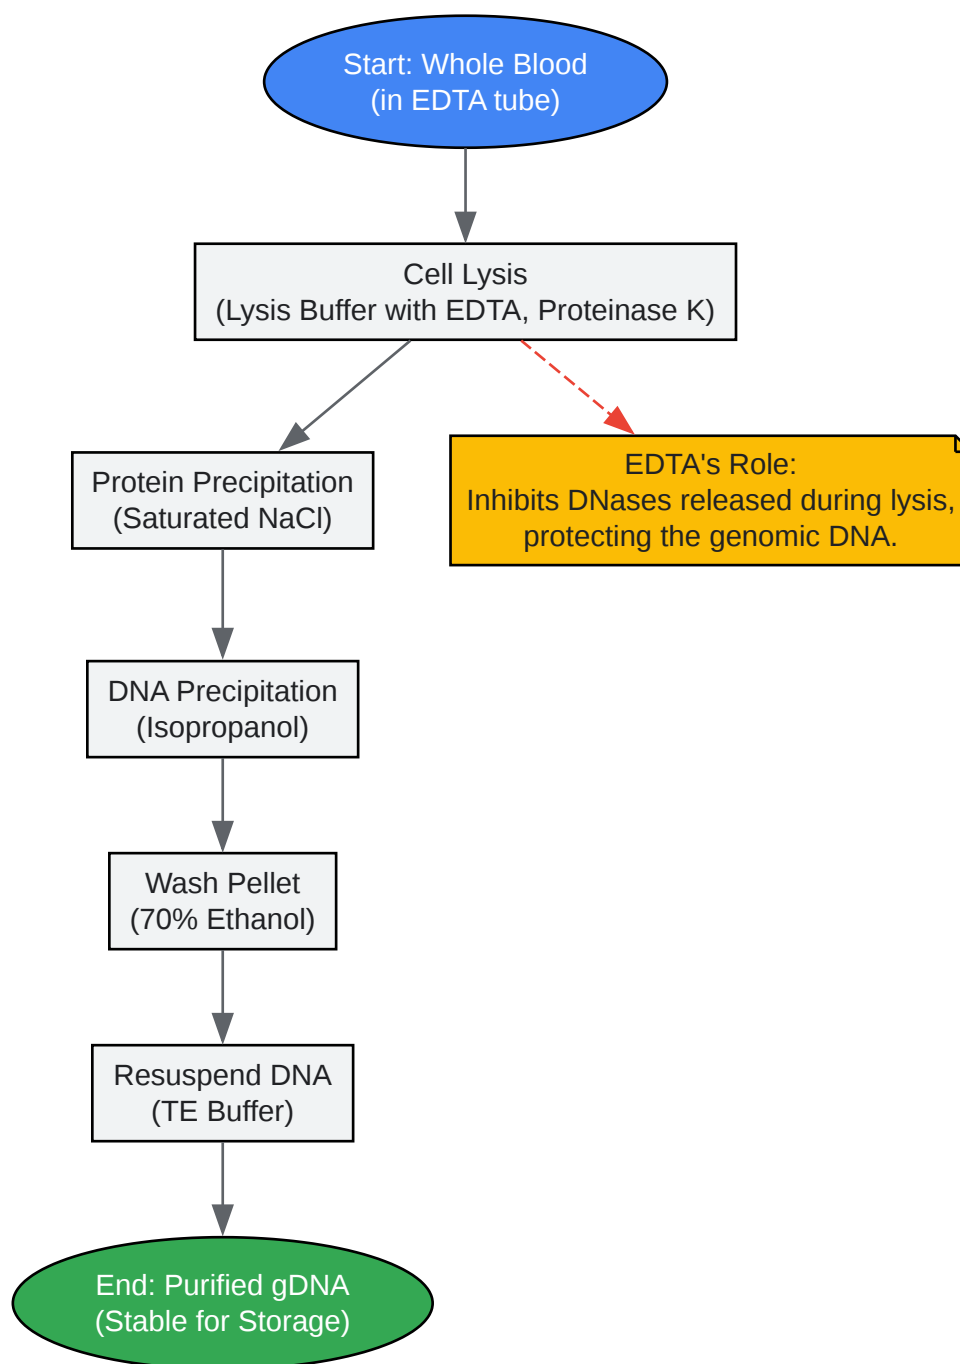 Start: Whole Blood
(in EDTA tube)
Cell Lysis
(Lysis Buffer with EDTA, Proteinase K)
Protein Precipitation
(Saturated NaCl)
EDTA's Role:
Inhibits DNases released during lysis,
protecting the genomic DNA.
DNA Precipitation
(Isopropanol)
Wash Pellet
(70% Ethanol)
Resuspend DNA
(TE Buffer)
End: Purified gDNA
(Stable for Storage)